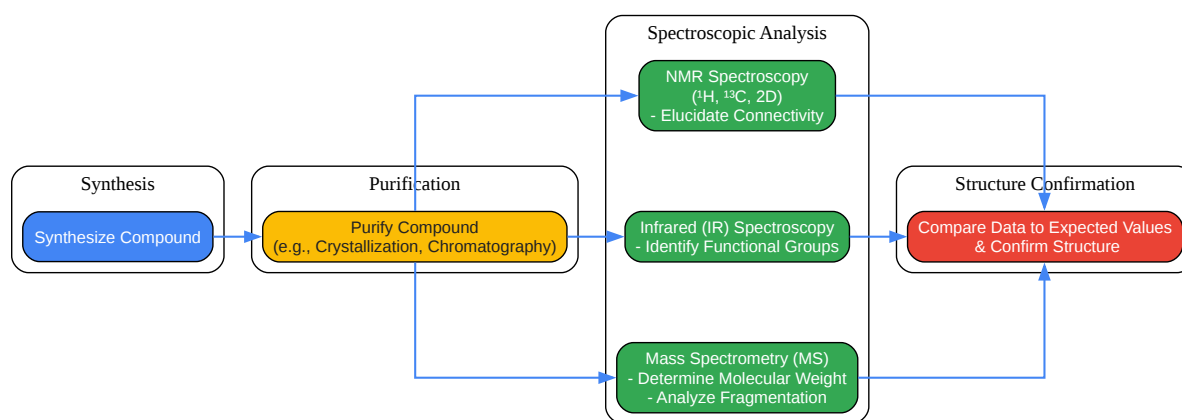 Synthesis
Synthesize Compound
Purification
Purify Compound
(e.g., Crystallization, Chromatography)
Spectroscopic Analysis
NMR Spectroscopy
(¹H, ¹³C, 2D)
- Elucidate Connectivity
Infrared (IR) Spectroscopy
- Identify Functional Groups
Mass Spectrometry (MS)
- Determine Molecular Weight
- Analyze Fragmentation
Structure Confirmation
Compare Data to Expected Values
& Confirm Structure